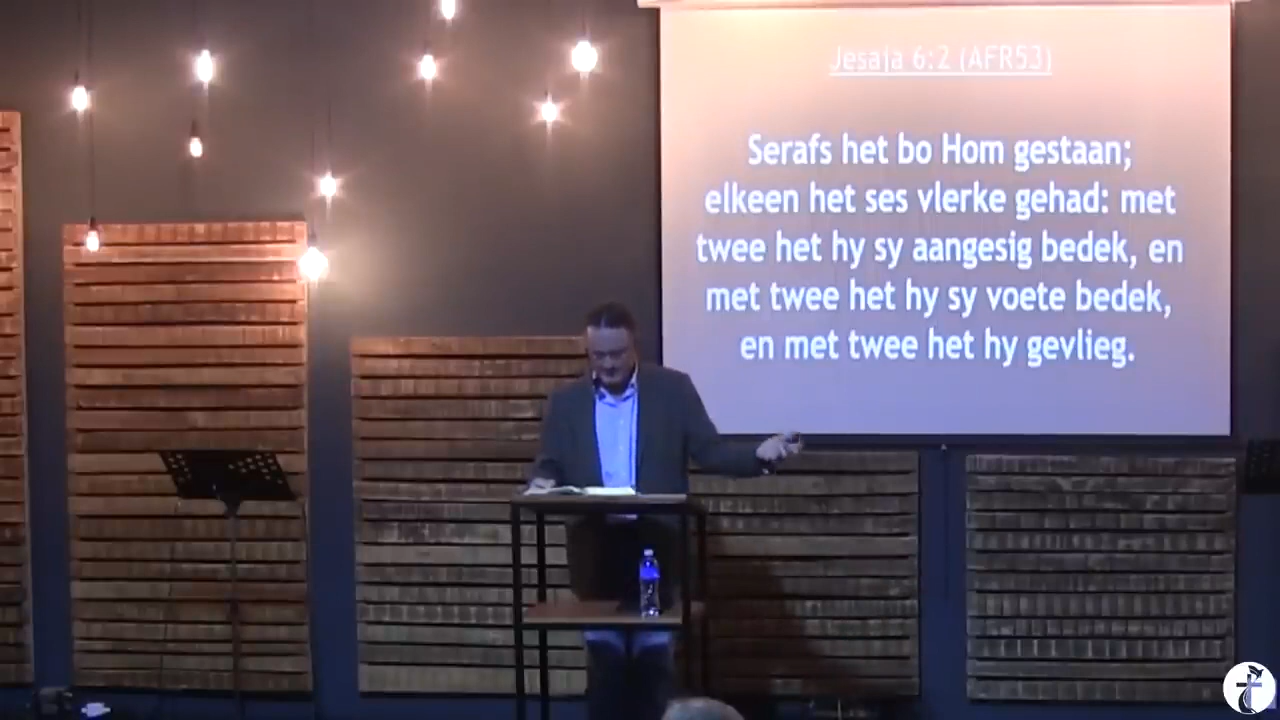 Jesaja 6:2 (AFR53)
Serafs het bo Hom gestaan;
elkeen het ses vlerke gehad: met
twee het hy sy aangesig bedek, en
met twee het hy sy voete bedek,
en met twee het hy gevlieg.